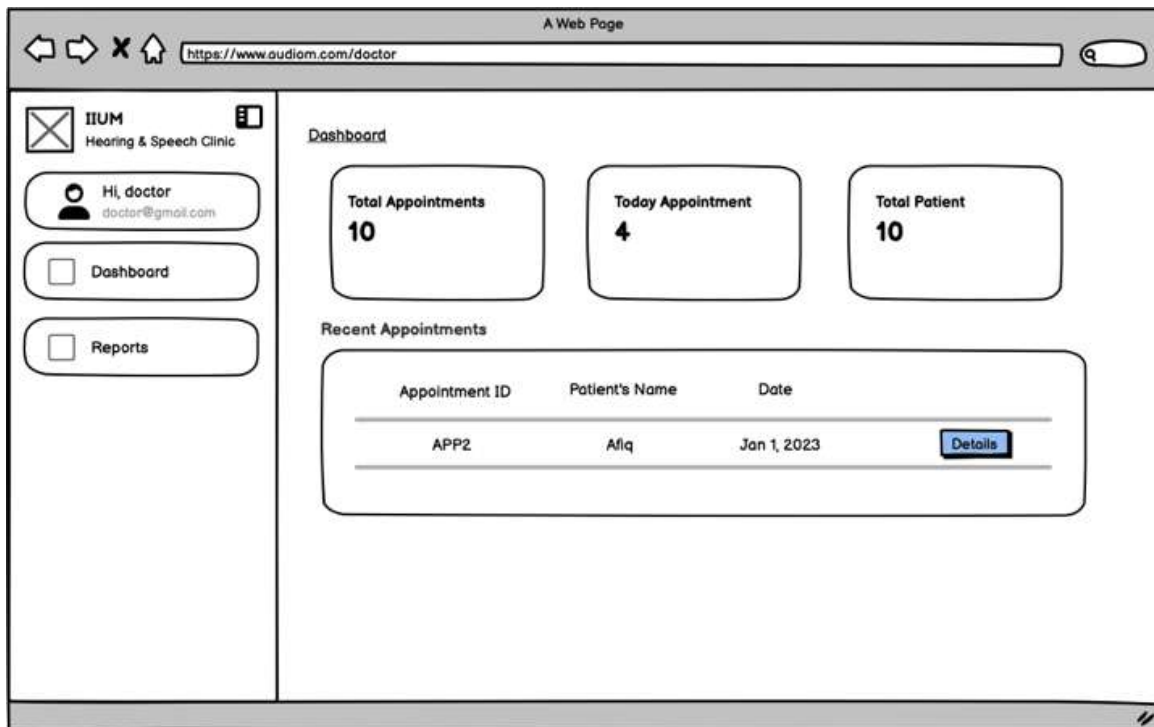 A Web Page
https://www.audiom.com/doctor
IIUM
Hearing & Speech Clinic
Hi, doctor
doctor@gmail.com
Dashboard
Reports
Dashboard
Total Appointments
10
Today Appointment
4
Total Patient
10
Recent Appointments
Appointment ID Patient's Name Date
APP2 Afiq Jan 1, 2023 Details